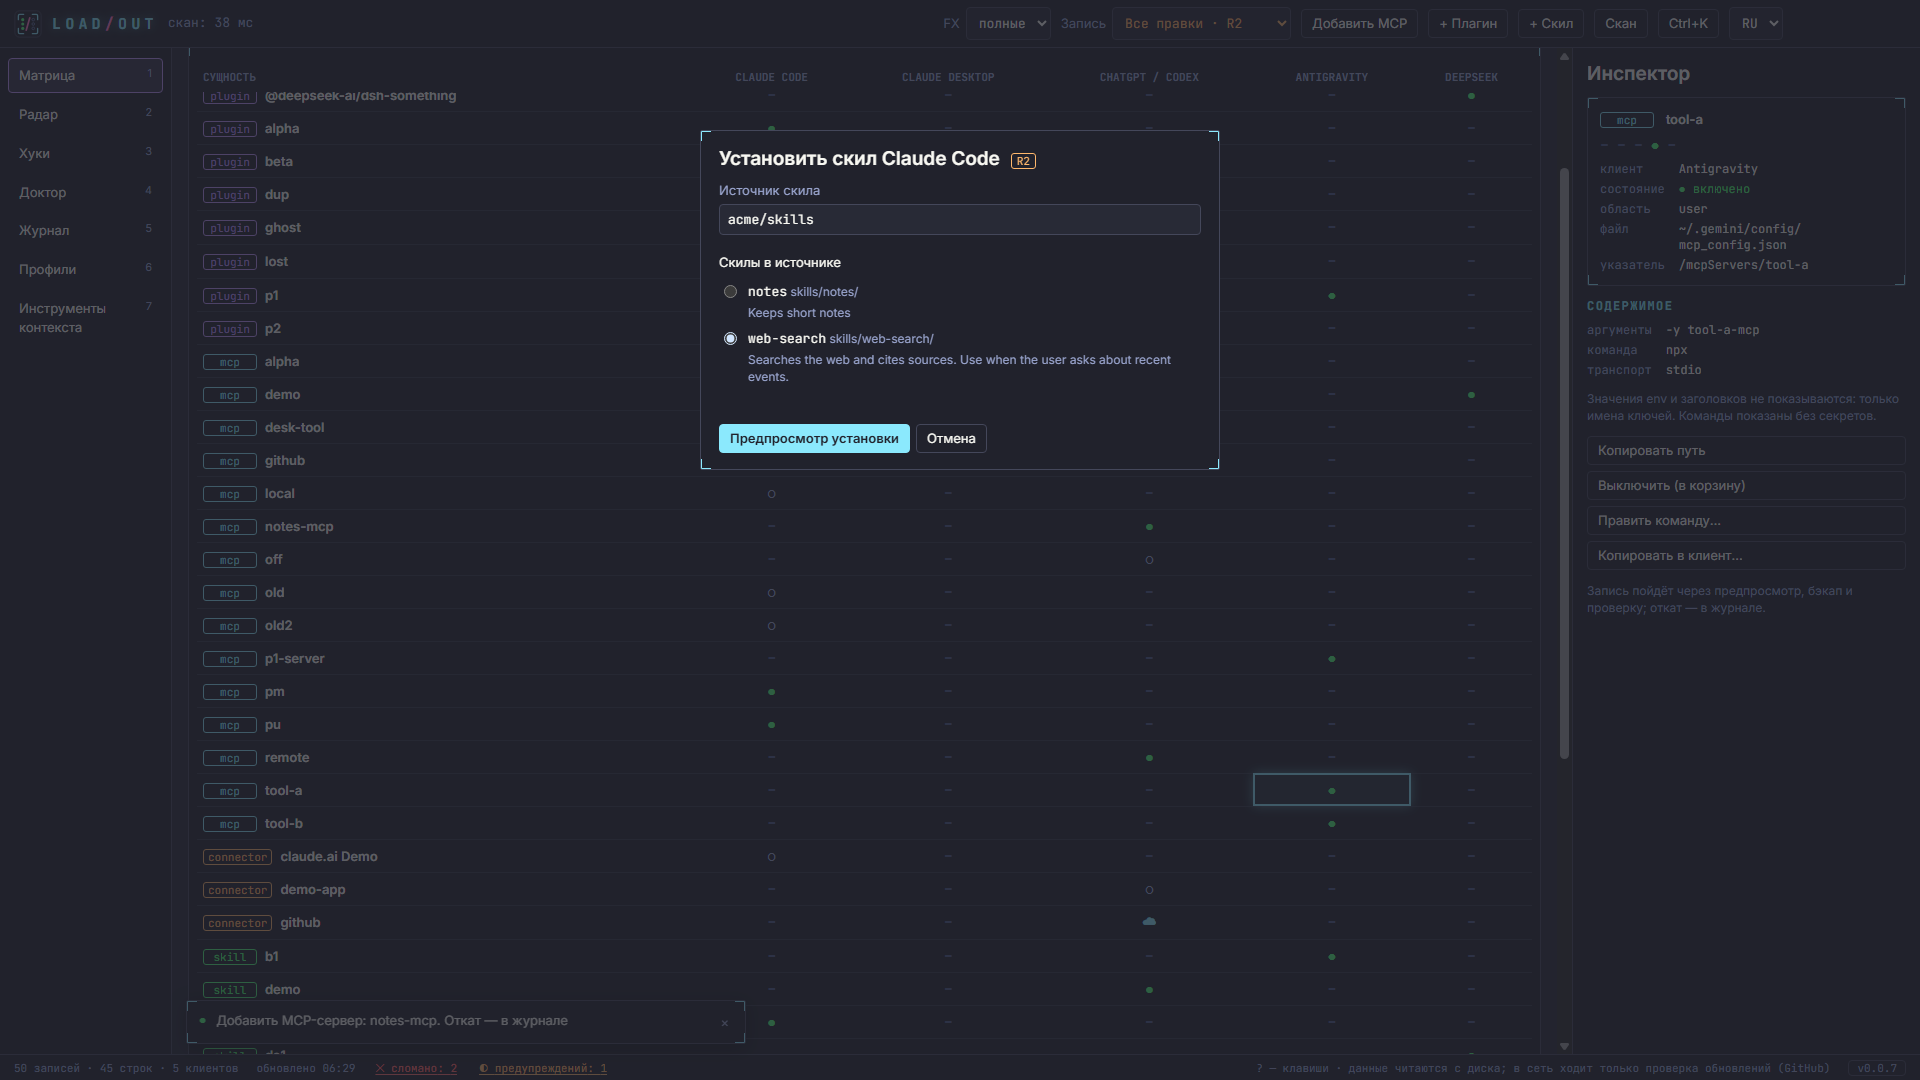 LOAD/OUT скан: 38 мс FX полные Запись Все правки · R2 Добавить MCP + Плагин + Скил Скан Ctrl+K RU
Матрица 1
Радар 2
Хуки 3
Доктор 4
Журнал 5
Профили 6
Инструменты контекста 7
СУЩНОСТЬ CLAUDE CODE CLAUDE DESKTOP CHATGPT / CODEX ANTIGRAVITY DEEPSEEK
plugin @deepseek-ai/dsh-something
plugin alpha
plugin beta
plugin dup
plugin ghost
plugin lost
plugin p1
plugin p2
mcp alpha
mcp demo
mcp desk-tool
mcp github
mcp local
mcp notes-mcp
mcp off
mcp old
mcp old2
mcp p1-server
mcp pm
mcp pu
mcp remote
mcp tool-a
mcp tool-b
connector claude.ai Demo
connector demo-app
connector github
skill b1
skill demo
Установить скил Claude Code R2
Источник скила
acme/skills
Скилы в источнике
notes skills/notes/
Keeps short notes
web-search skills/web-search/
Searches the web and cites sources. Use when the user asks about recent
events.
Предпросмотр установки Отмена
Инспектор
mcp tool-a
клиент Antigravity
состояние включено
область user
файл ~/.gemini/config/
mcp_config.json
указатель /mcpServers/tool-a
СОДЕРЖИМОЕ
аргументы -y tool-a-mcp
команда npx
транспорт stdio
Значения env и заголовков не показываются: только
имена ключей. Команды показаны без секретов.
Копировать путь
Выключить (в корзину)
Править команду...
Копировать в клиент...
Запись пойдёт через предпросмотр, бэкап и
проверку; откат — в журнале.
Добавить MCP-сервер: notes-mcp. Откат — в журнале ×
50 записей · 45 строк · 5 клиентов обновлено 06:29 сломано: 2 предупреждений: 1 ? — клавиши · данные читаются с диска; в сеть ходит только проверка обновлений (GitHub) v0.0.7